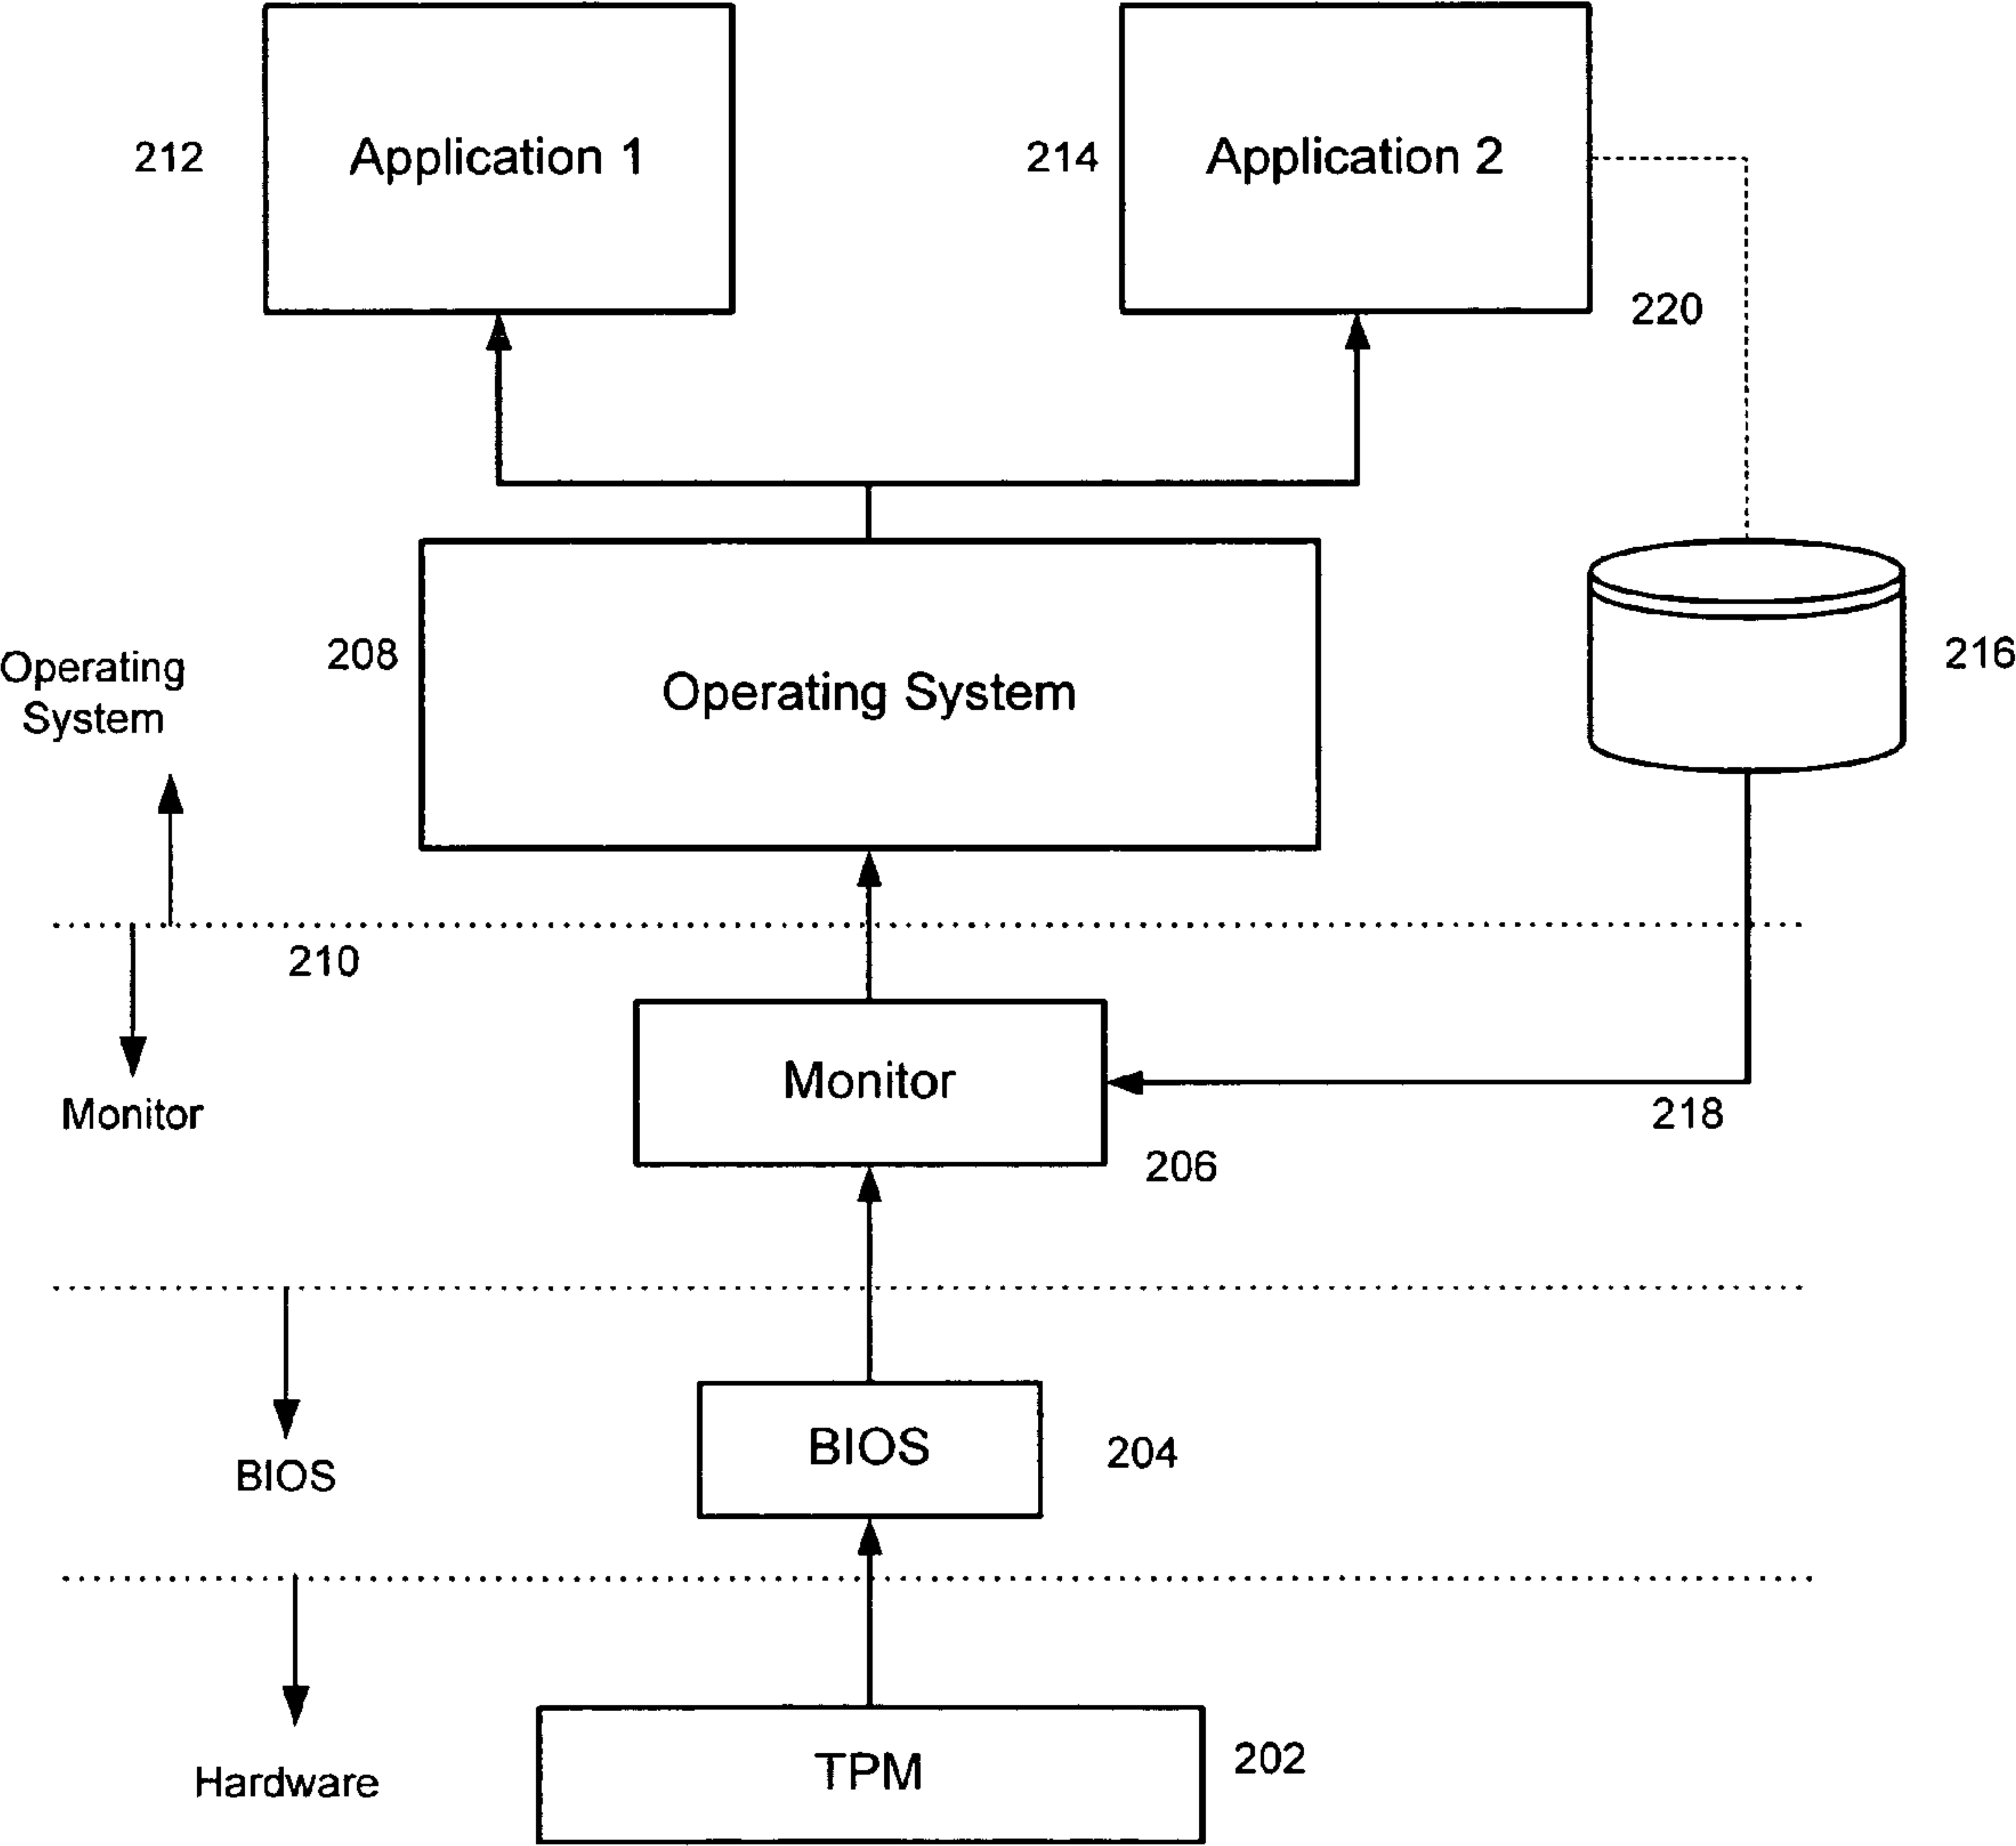 212
Application 1
214
Application 2
220
Operating
System
208
Operating System
216
210
Monitor
Monitor
218
206
BIOS
BIOS
204
Hardware
TPM
202